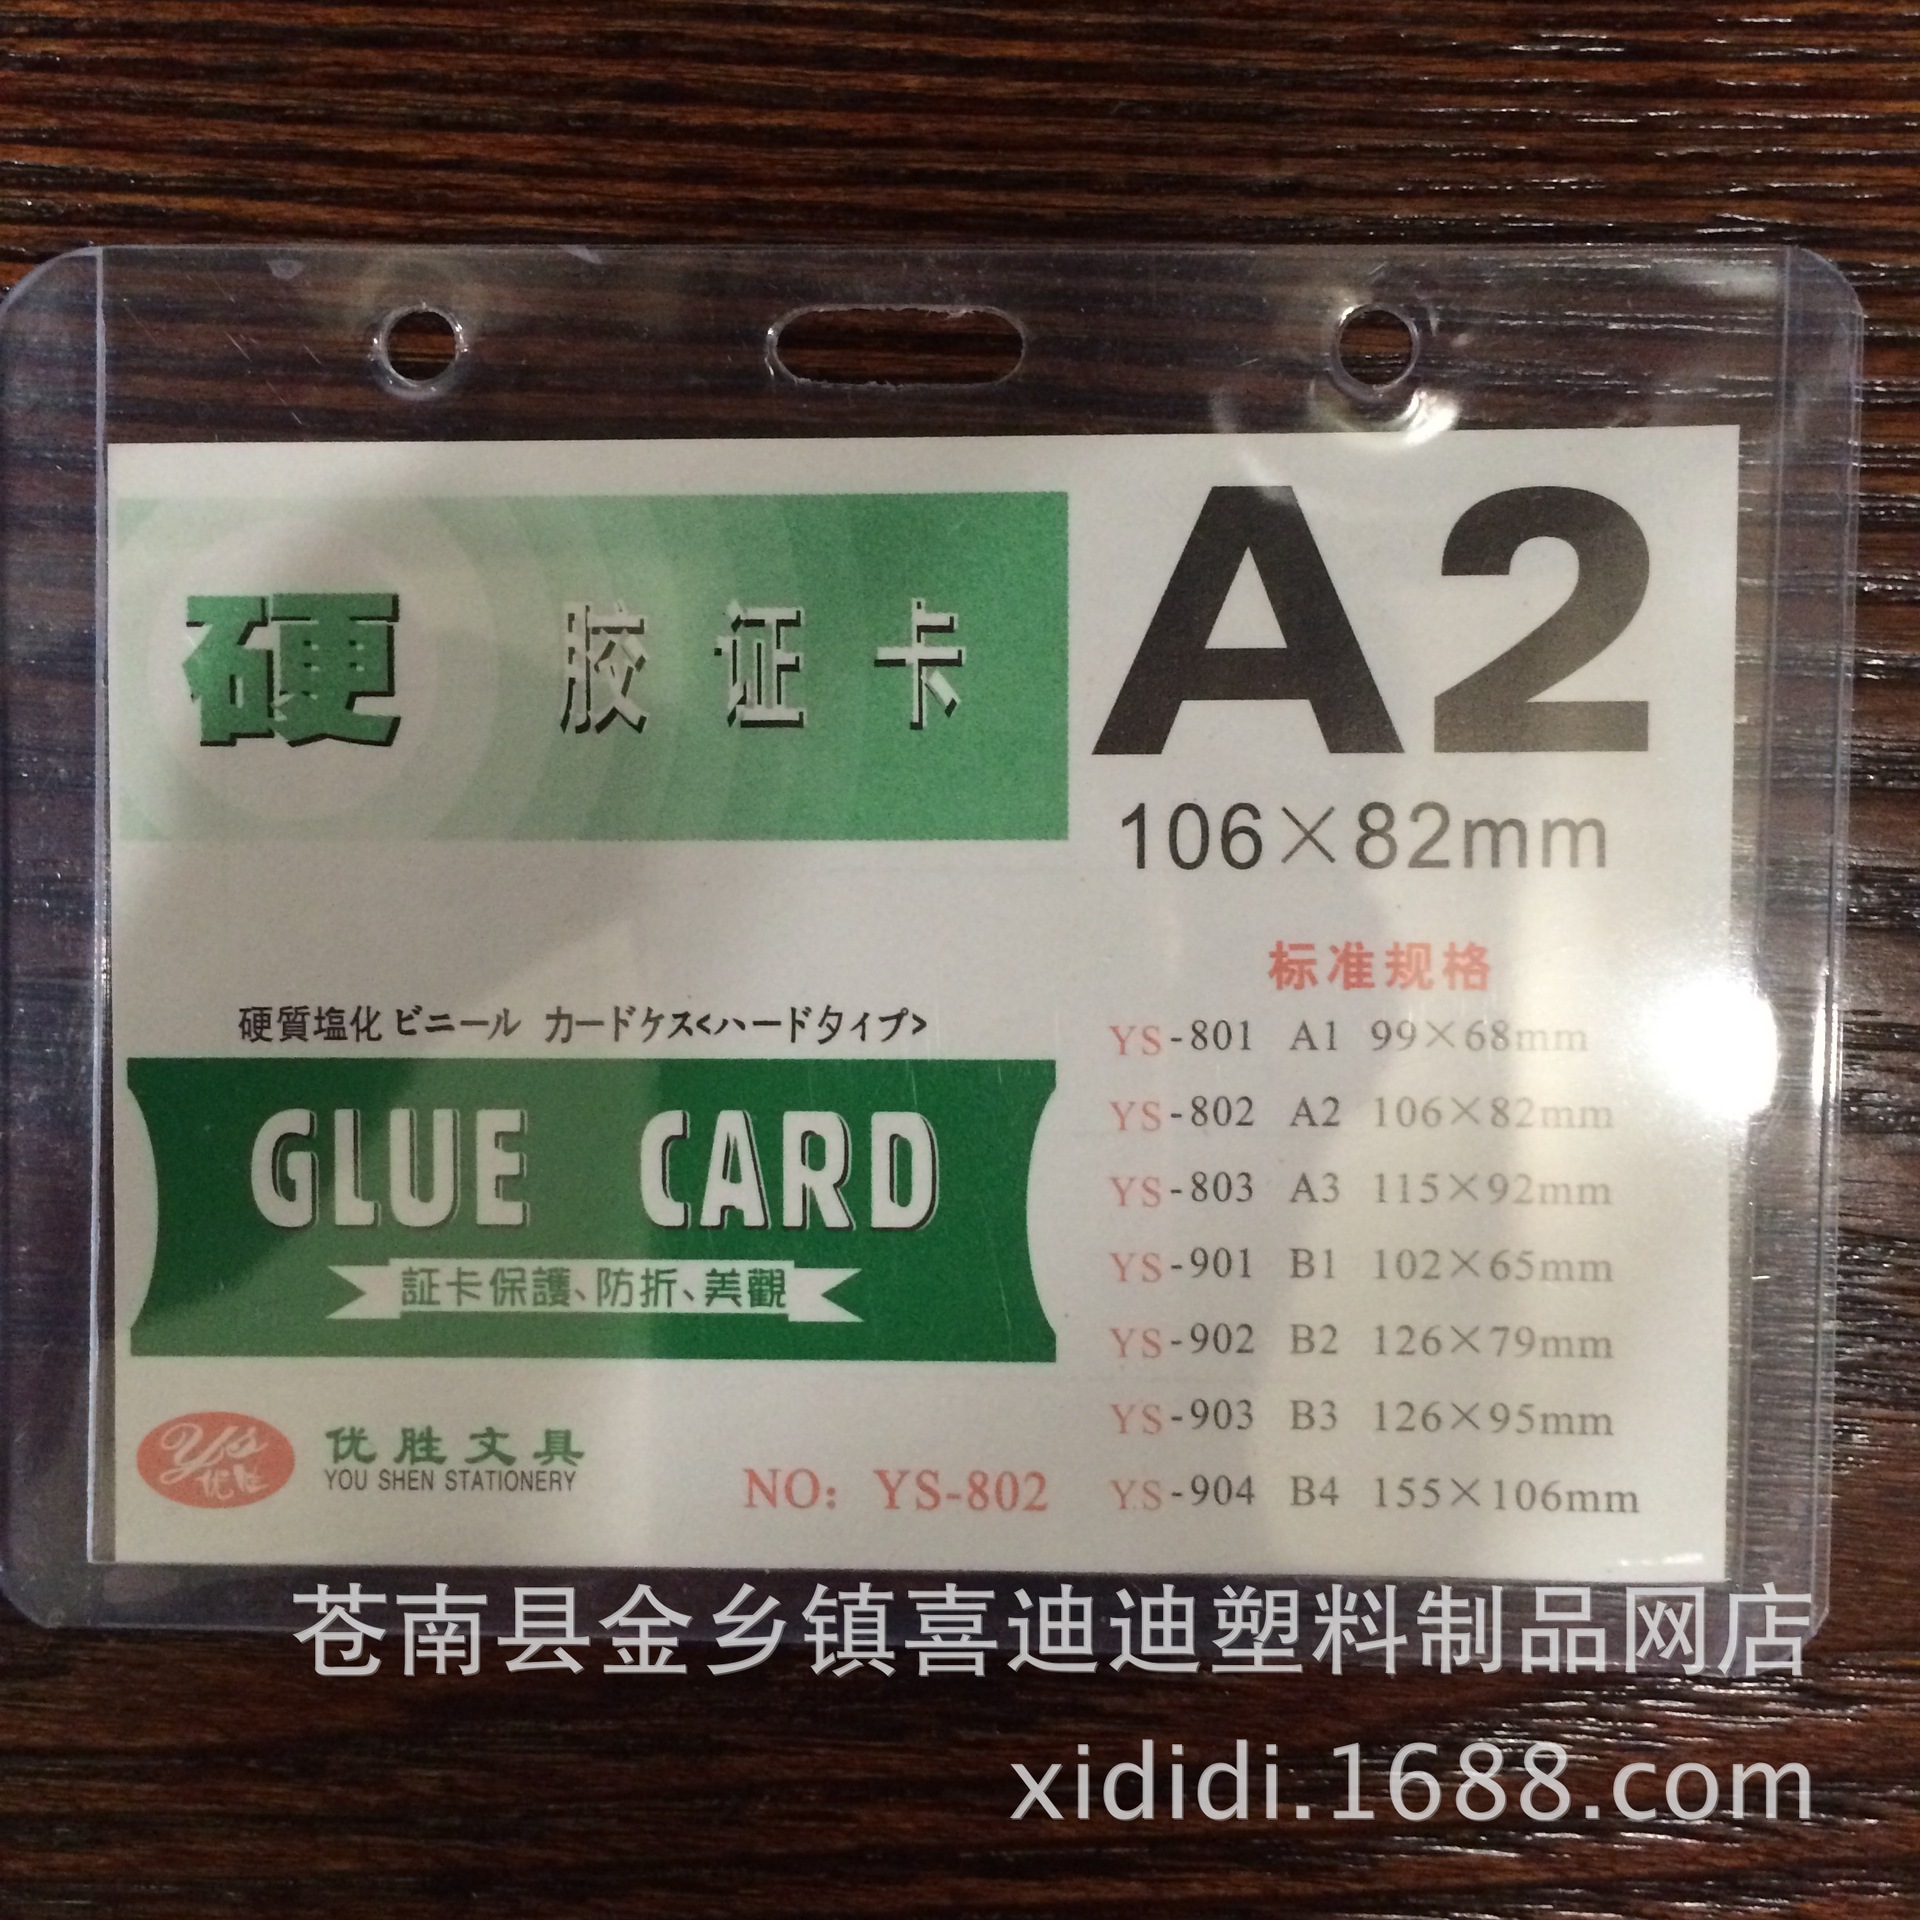 硬 胶 证 卡
A2
106×82mm
硬質塩化ビニール カードケス<ハードタイプ>
GLUE CARD
証卡保護、防折、美觀
Ys
优胜
优胜文具
YOU SHEN STATIONERY
NO: YS-802
标准规格
YS-801 A1 99×68mm
YS-802 A2 106×82mm
YS-803 A3 115×92mm
YS-901 B1 102×65mm
YS-902 B2 126×79mm
YS-903 B3 126×95mm
YS-904 B4 155×106mm
苍南县金乡镇喜迪迪塑料制品网店
xididi.1688.com